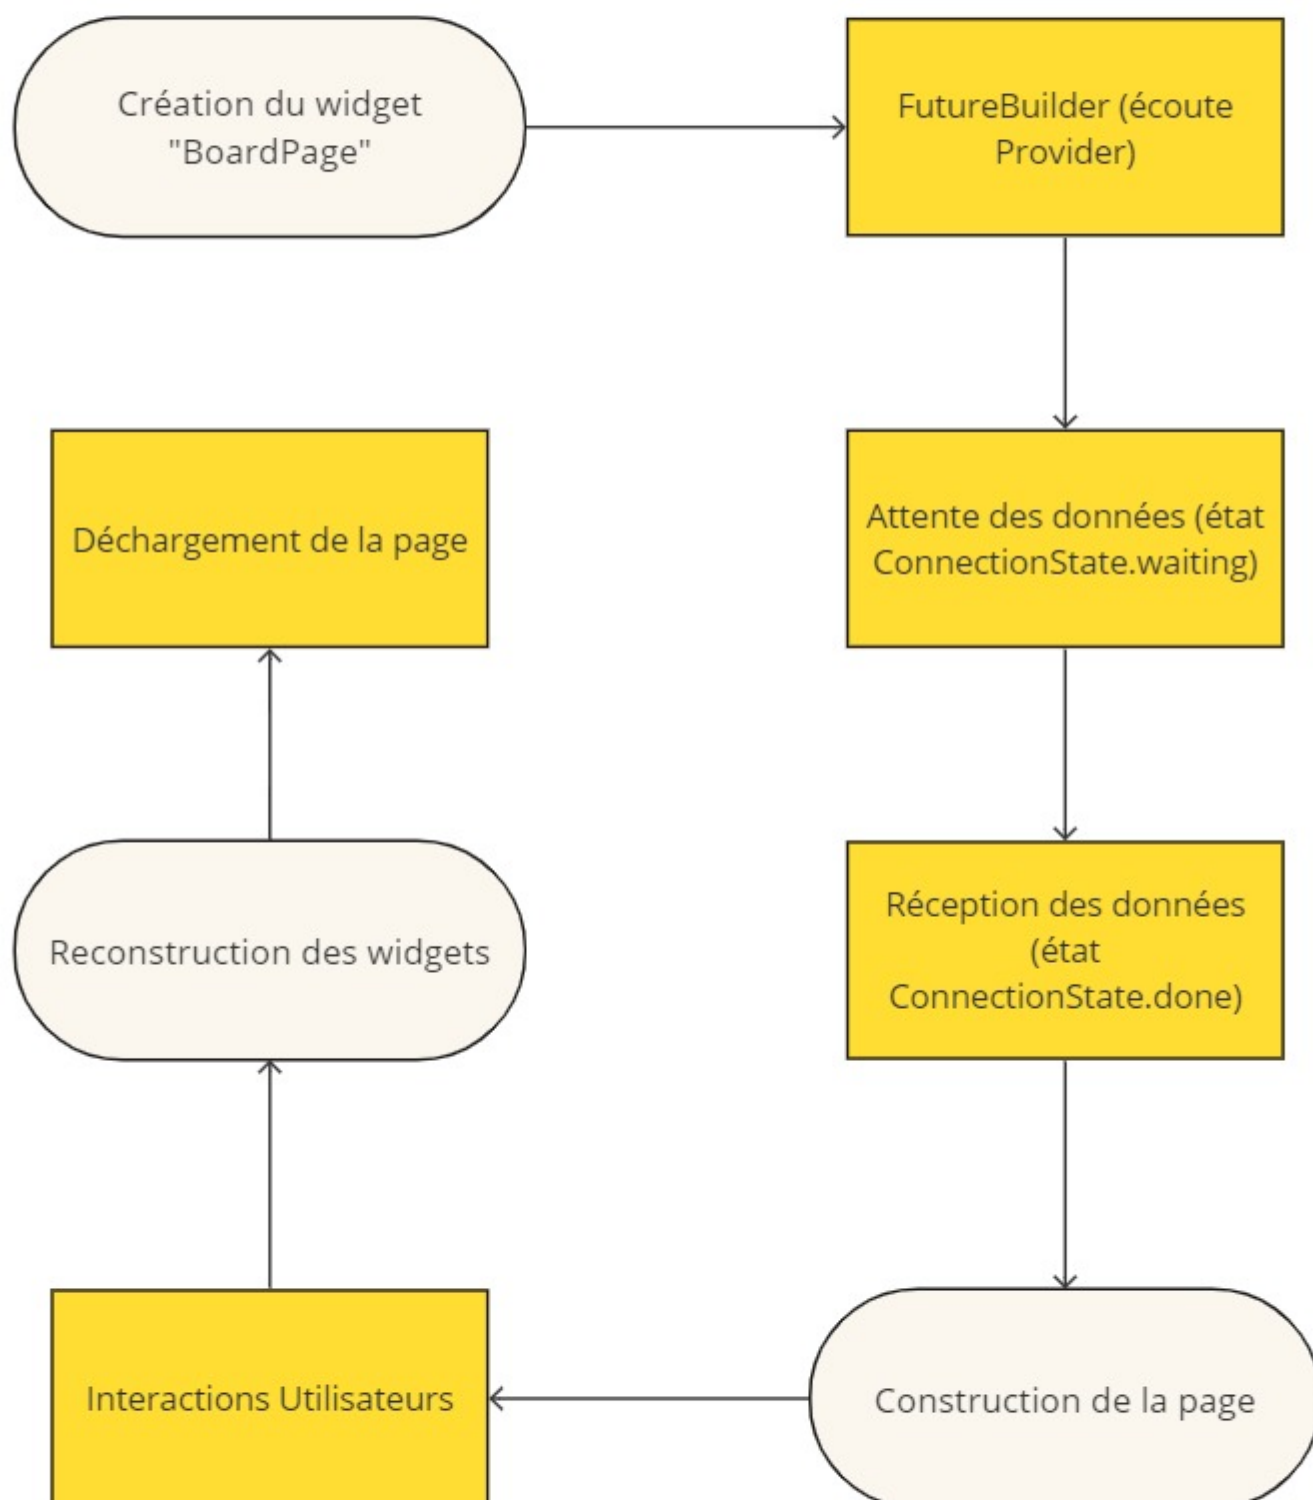 Création du widget
"BoardPage"
FutureBuilder (écoute
Provider)
Attente des données (état
ConnectionState.waiting)
Déchargement de la page
Réception des données
(état
ConnectionState.done)
Reconstruction des widgets
Construction de la page
Interactions Utilisateurs